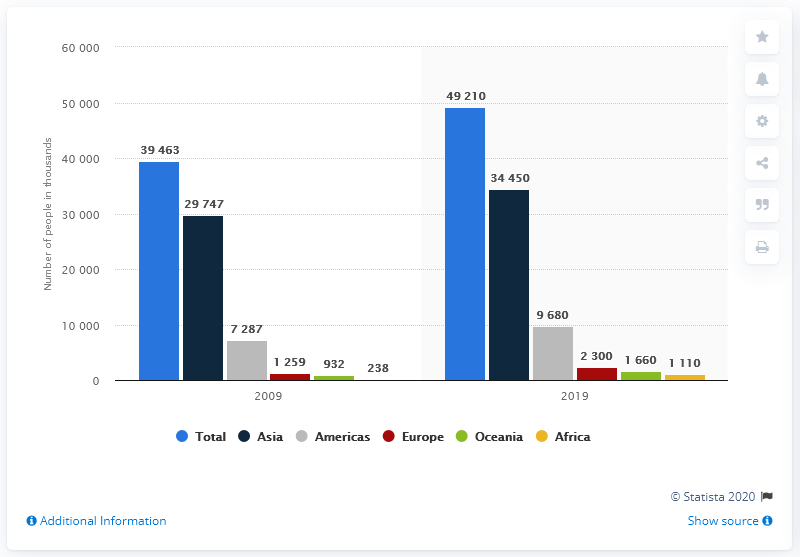 60 000
50 000
40 000
30 000
20 000
10 000
0
Number of people in thousands
39 463
29 747
7 287
1 259
932
238
49 210
34 450
9 680
2 300
1 660
1 110
2009
2019
Total
Asia
Americas
Europe
Oceania
Africa
© Statista 2020
Additional Information
Show source